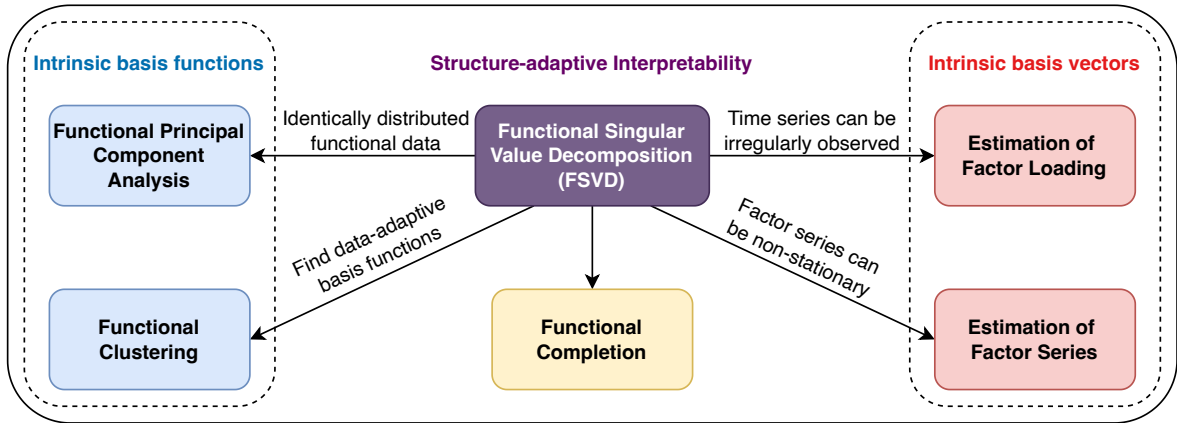 Intrinsic basis functions
Structure-adaptive Interpretability
Intrinsic basis vectors
Functional Principal
Component
Analysis
Identically distributed
functional data
Functional Singular
Value Decomposition
(FSVD)
Time series can be
irregularly observed
Estimation of
Factor Loading
Find data-adaptive
basis functions
Factor series can
be non-stationary
Functional
Clustering
Functional
Completion
Estimation of
Factor Series